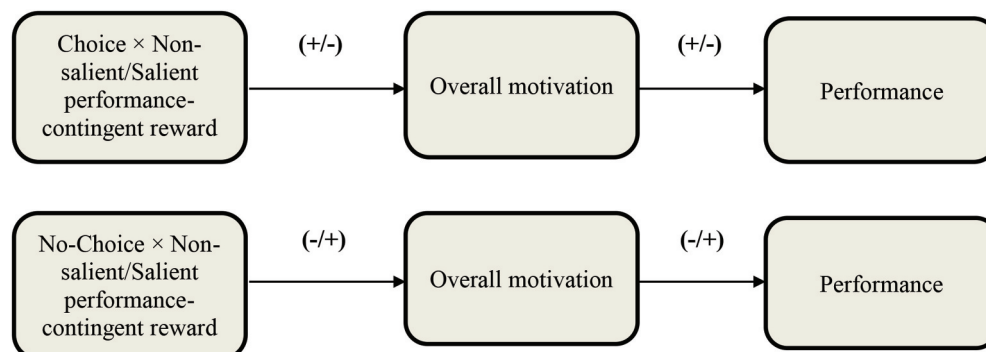 Choice × Non-
salient/Salient
performance-
contingent reward
(+/-)
Overall motivation
(+/-)
Performance
No-Choice × Non-
salient/Salient
performance-
contingent reward
(-/+)
Overall motivation
(-/+)
Performance